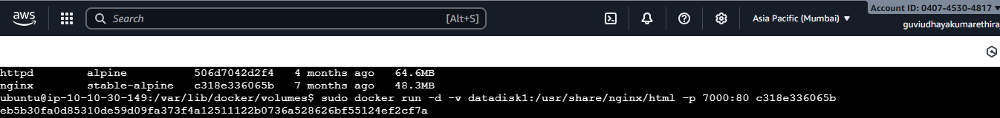 aws
Search
[Alt+S]
Asia Pacific (Mumbai)
Account ID: 0407-4530-4817
guviudhayakumarethira
httpd alpine 506d7042d2f4 4 months ago 64.6MB
nginx stable-alpine c318e336065b 7 months ago 48.3MB
ubuntu@ip-10-10-30-149:/var/lib/docker/volumes$ sudo docker run -d -v datadisk1:/usr/share/nginx/html -p 7000:80 c318e336065b
eb5b30fa0d85310de59d09fa373f4a12511122b0736a528626bf55124ef2cf7a